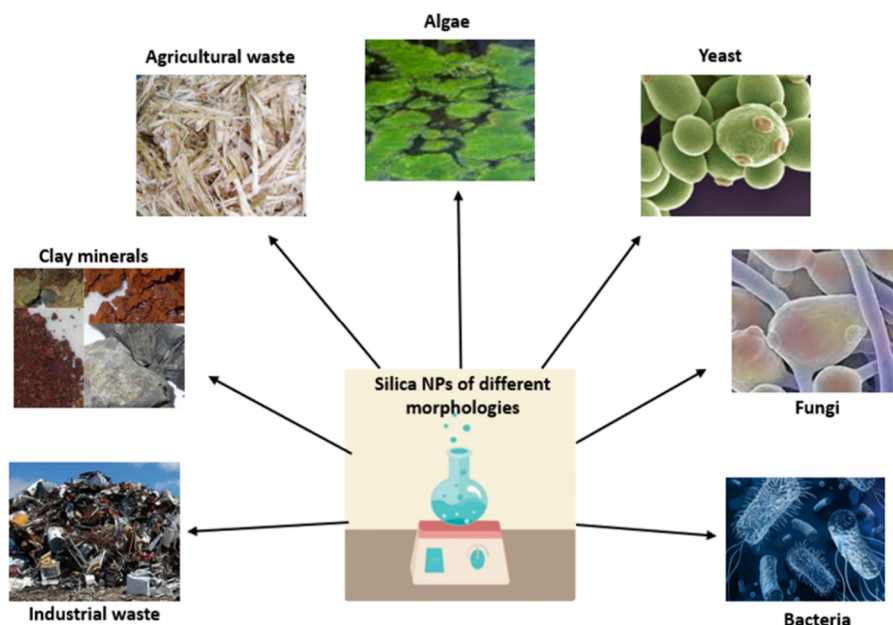 Algae
Agricultural waste
Yeast
Clay minerals
Silica NPs of different
morphologies
Fungi
Industrial waste
Bacteria